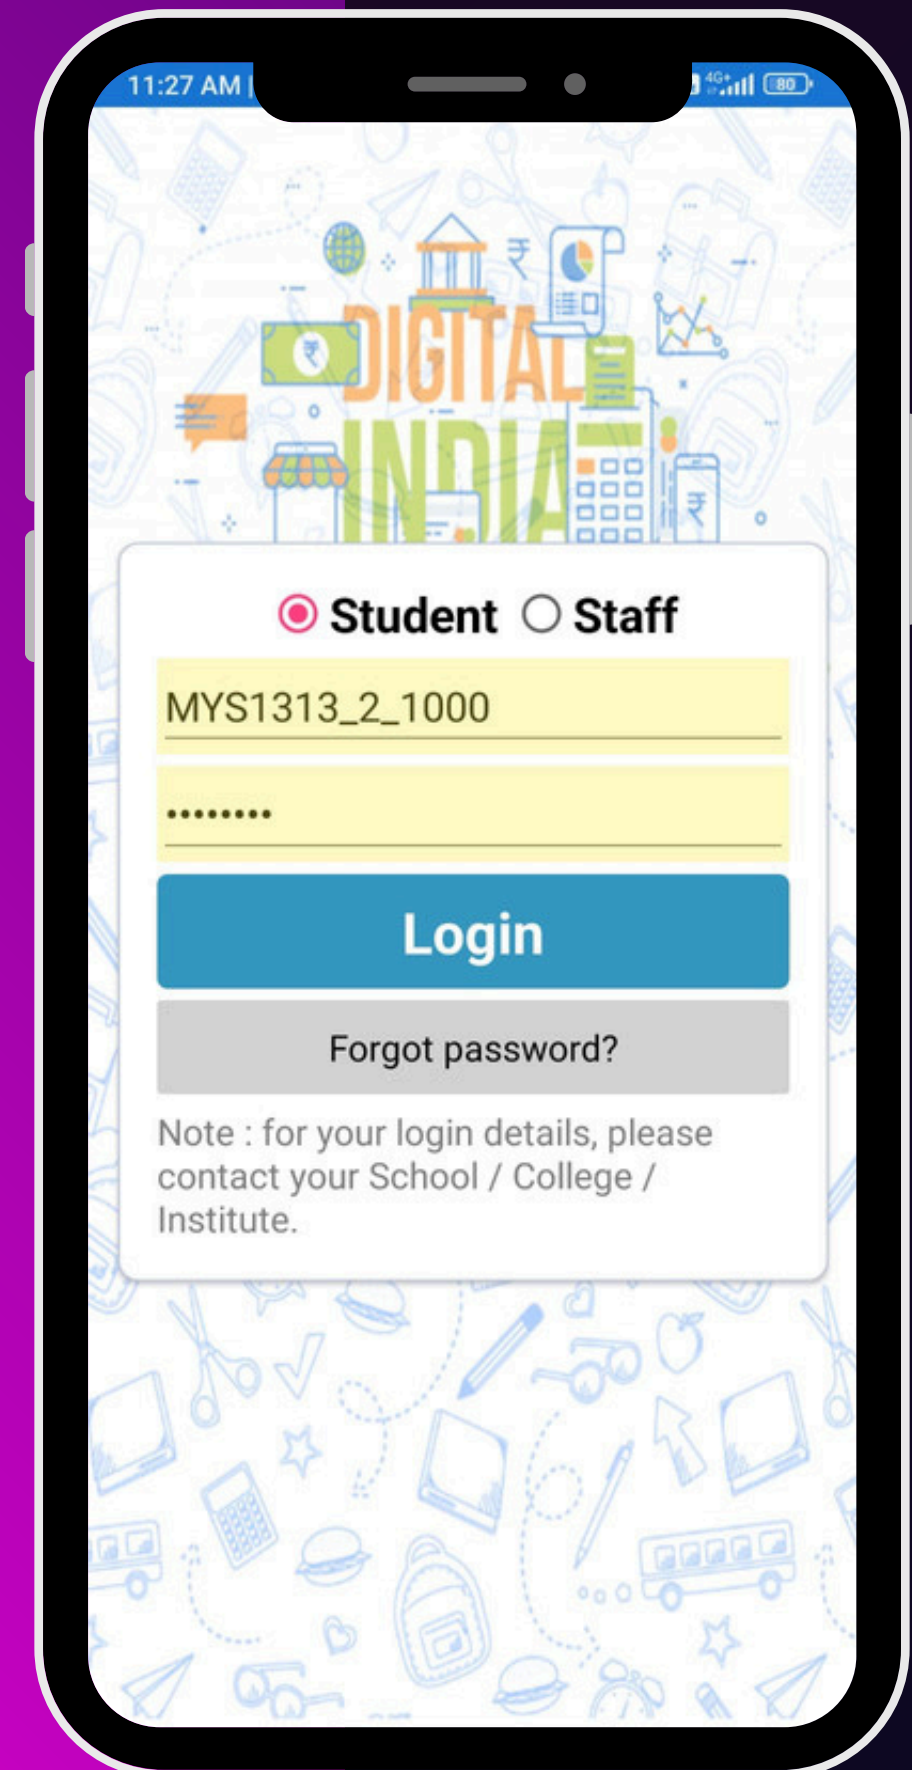 11:27 AM |
4G+ 80
₹
DIGITAL
₹
INDIA
₹
Student Staff
MYS1313_2_1000
••••••••
Login
Forgot password?
Note : for your login details, please
contact your School / College /
Institute.